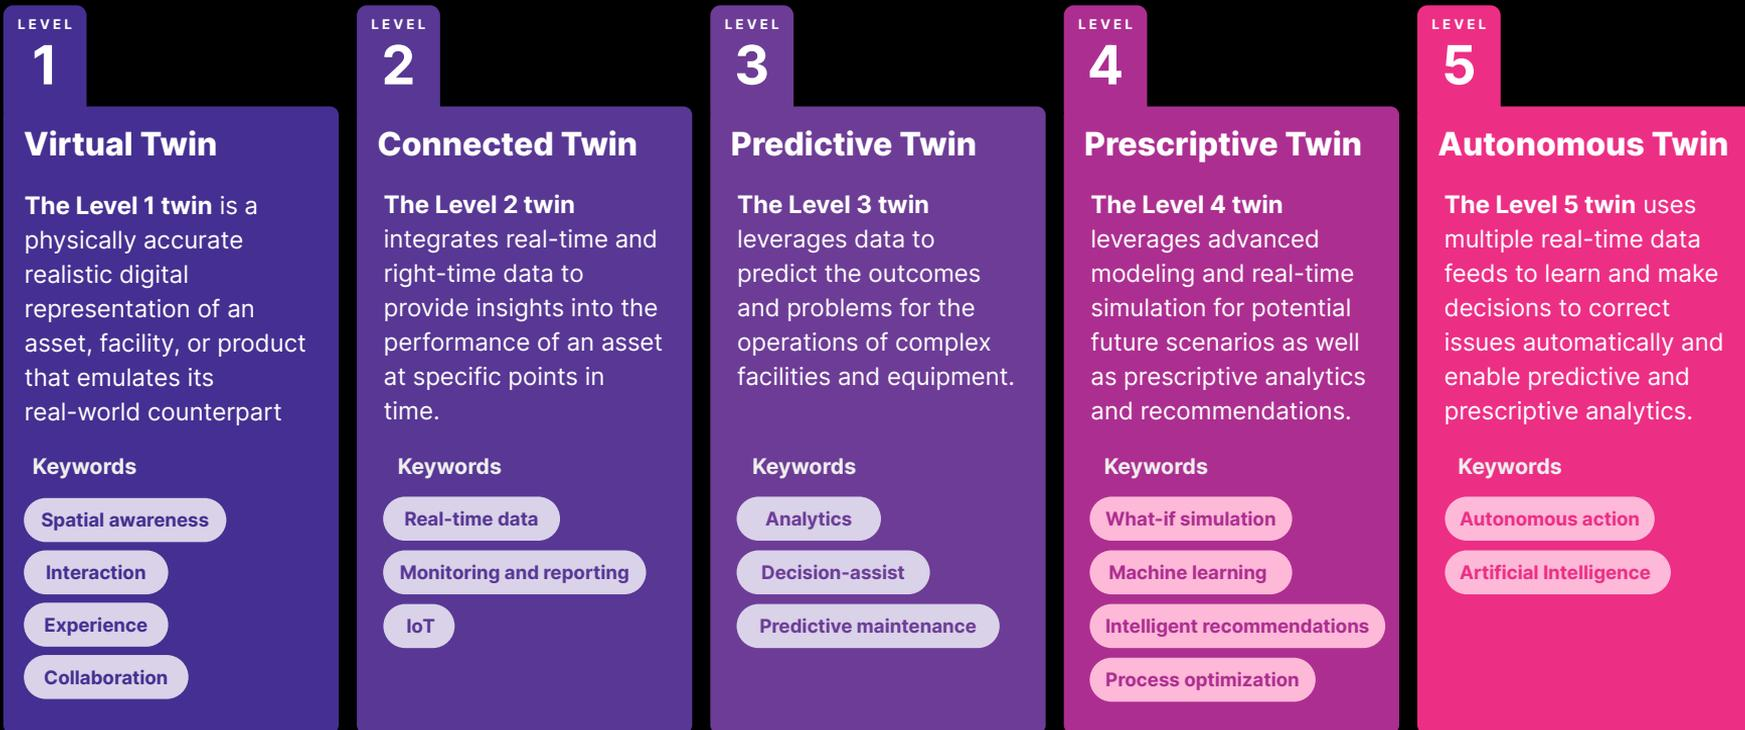 LEVEL
1
Virtual Twin
The Level 1 twin is a
physically accurate
realistic digital
representation of an
asset, facility, or product
that emulates its
real-world counterpart
Keywords
Spatial awareness
Interaction
Experience
Collaboration
LEVEL
2
Connected Twin
The Level 2 twin
integrates real-time and
right-time data to
provide insights into the
performance of an asset
at specific points in
time.
Keywords
Real-time data
Monitoring and reporting
IoT
LEVEL
3
Predictive Twin
The Level 3 twin
leverages data to
predict the outcomes
and problems for the
operations of complex
facilities and equipment.
Keywords
Analytics
Decision-assist
Predictive maintenance
LEVEL
4
Prescriptive Twin
The Level 4 twin
leverages advanced
modeling and real-time
simulation for potential
future scenarios as well
as prescriptive analytics
and recommendations.
Keywords
What-if simulation
Machine learning
Intelligent recommendations
Process optimization
LEVEL
5
Autonomous Twin
The Level 5 twin uses
multiple real-time data
feeds to learn and make
decisions to correct
issues automatically and
enable predictive and
prescriptive analytics.
Keywords
Autonomous action
Artificial Intelligence